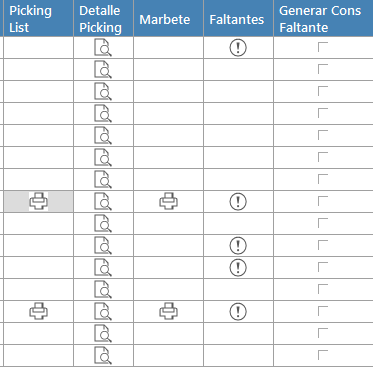 Picking List
Detalle Picking
Marbete
Faltantes
Generar Cons Faltante